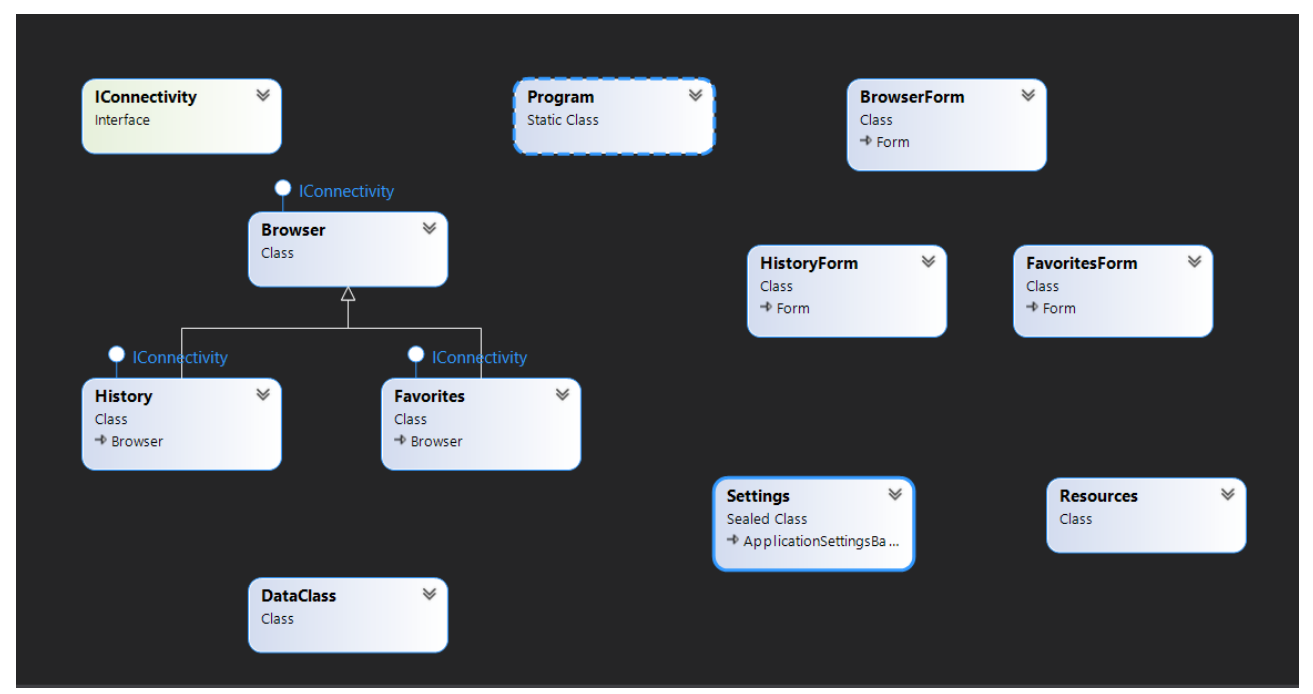 IConnectivity
Interface
Program
Static Class
BrowserForm
Class
Form
IConnectivity
Browser
Class
HistoryForm
Class
Form
FavoritesForm
Class
Form
IConnectivity
IConnectivity
History
Class
Browser
Favorites
Class
Browser
Settings
Sealed Class
ApplicationSettingsBa...
Resources
Class
DataClass
Class